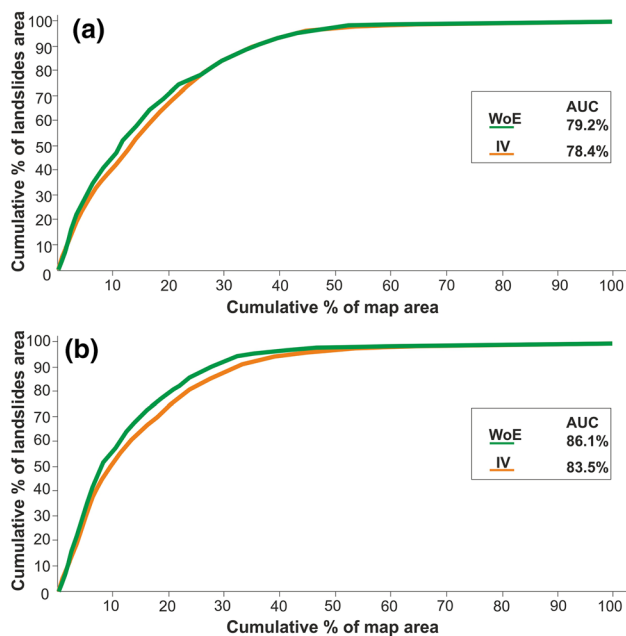 (a)
Cumulative % of landslides area
100
90
80
70
60
50
40
30
20
10
0
10 20 30 40 50 60 70 80 90 100
Cumulative % of map area
AUC
WoE 79.2%
IV 78.4%
(b)
Cumulative % of landslides area
100
90
80
70
60
50
40
30
20
10
0
10 20 30 40 50 60 70 80 90 100
Cumulative % of map area
AUC
WoE 86.1%
IV 83.5%